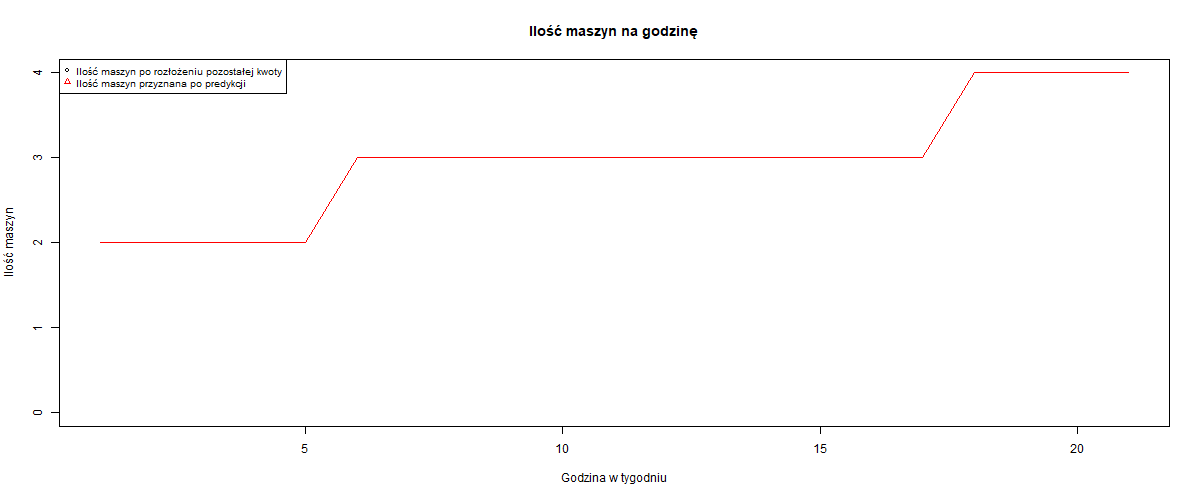 Ilość maszyn na godzinę
Ilość maszyn po rozłożeniu pozostałej kwoty
Ilość maszyn przyznana po predykcji
Ilość maszyn
4
3
2
1
0
5 10 15 20
Godzina w tygodniu